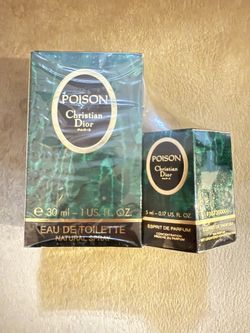 POISON
Christian
Dior
PARIS
℮ 30 ml - 1 US. FL. OZ.
EAU DE TOILETTE
NATURAL SPRAY
POISON
Christian
Dior
PARIS
5 ml - 0.17 US. FL. OZ.
ESPRIT DE PARFUM